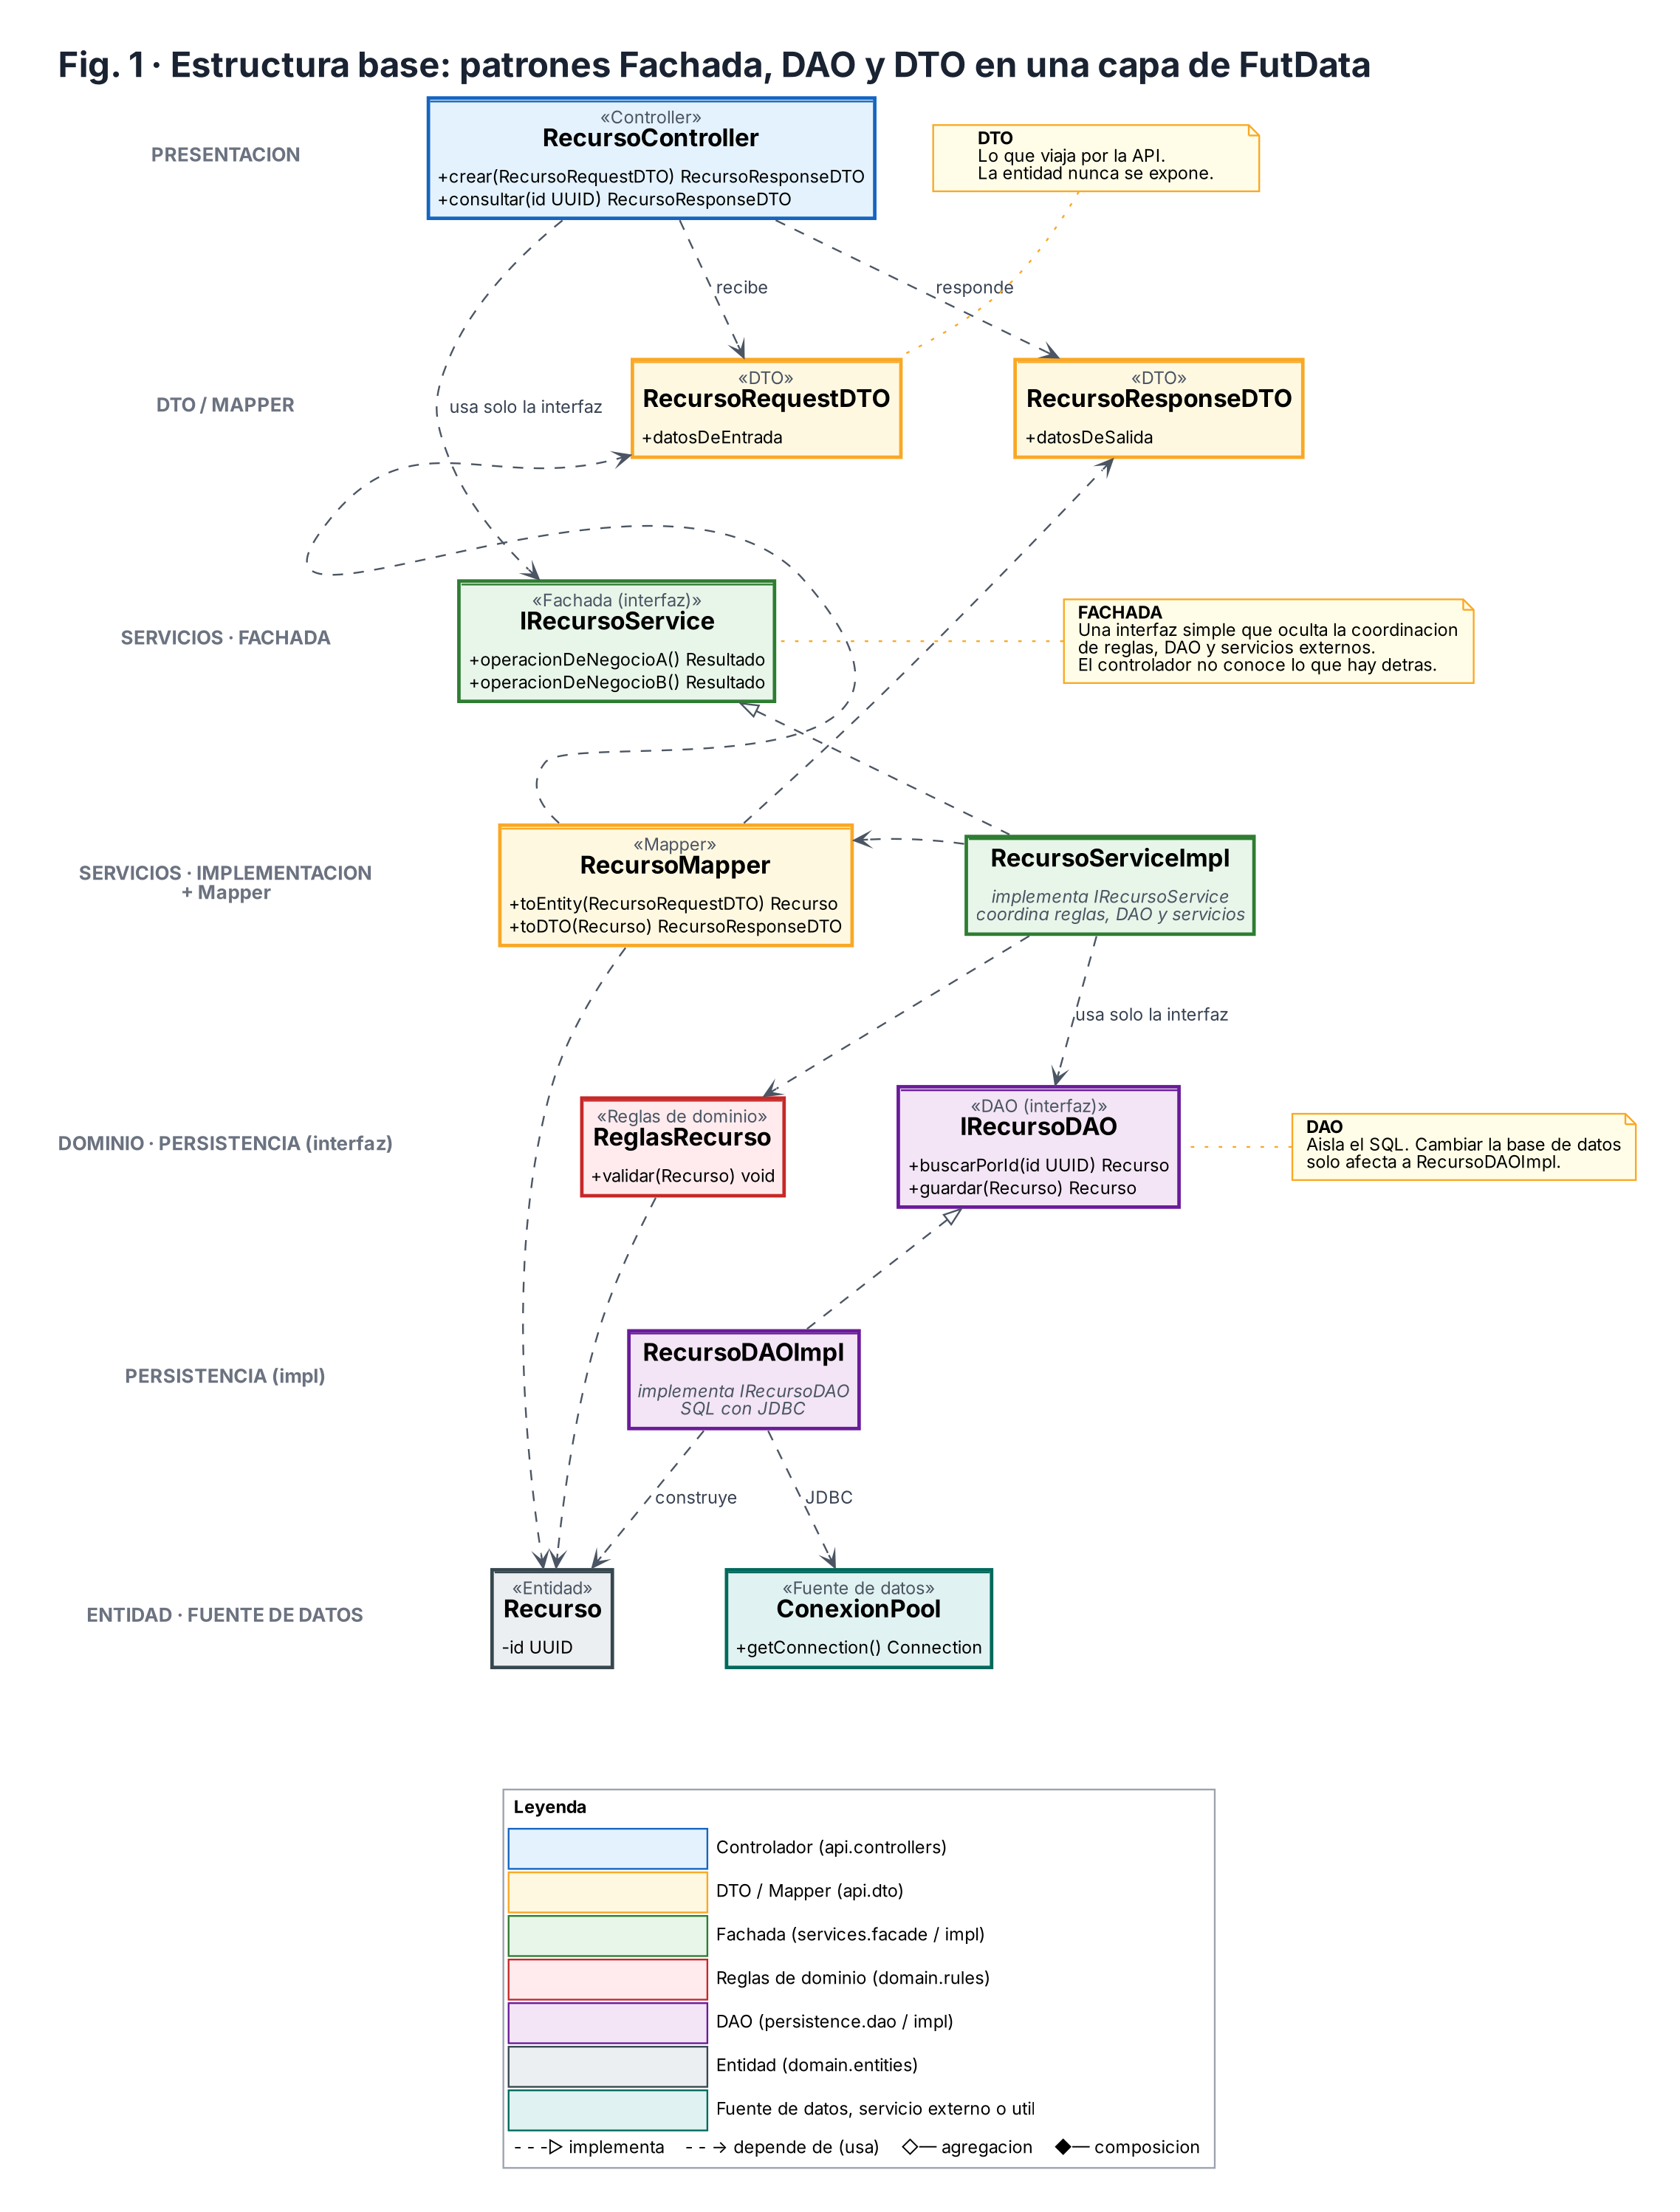 Fig. 1 · Estructura base: patrones Fachada, DAO y DTO en una capa de FutData
PRESENTACION
«Controller»
RecursoController
+crear(RecursoRequestDTO) RecursoResponseDTO
+consultar(id UUID) RecursoResponseDTO
DTO
Lo que viaja por la API.
La entidad nunca se expone.
recibe
responde
DTO / MAPPER
usa solo la interfaz
«DTO»
RecursoRequestDTO
+datosDeEntrada
«DTO»
RecursoResponseDTO
+datosDeSalida
SERVICIOS · FACHADA
«Fachada (interfaz)»
IRecursoService
+operacionDeNegocioA() Resultado
+operacionDeNegocioB() Resultado
FACHADA
Una interfaz simple que oculta la coordinacion
de reglas, DAO y servicios externos.
El controlador no conoce lo que hay detras.
SERVICIOS · IMPLEMENTACION
+ Mapper
«Mapper»
RecursoMapper
+toEntity(RecursoRequestDTO) Recurso
+toDTO(Recurso) RecursoResponseDTO
RecursoServiceImpl
implementa IRecursoService
coordina reglas, DAO y servicios
usa solo la interfaz
DOMINIO · PERSISTENCIA (interfaz)
«Reglas de dominio»
ReglasRecurso
+validar(Recurso) void
«DAO (interfaz)»
IRecursoDAO
+buscarPorId(id UUID) Recurso
+guardar(Recurso) Recurso
DAO
Aisla el SQL. Cambiar la base de datos
solo afecta a RecursoDAOImpl.
PERSISTENCIA (impl)
RecursoDAOImpl
implementa IRecursoDAO
SQL con JDBC
construye
JDBC
ENTIDAD · FUENTE DE DATOS
«Entidad»
Recurso
-id UUID
«Fuente de datos»
ConexionPool
+getConnection() Connection
Leyenda
Controlador (api.controllers)
DTO / Mapper (api.dto)
Fachada (services.facade / impl)
Reglas de dominio (domain.rules)
DAO (persistence.dao / impl)
Entidad (domain.entities)
Fuente de datos, servicio externo o util
implementa
depende de (usa)
agregacion
composicion